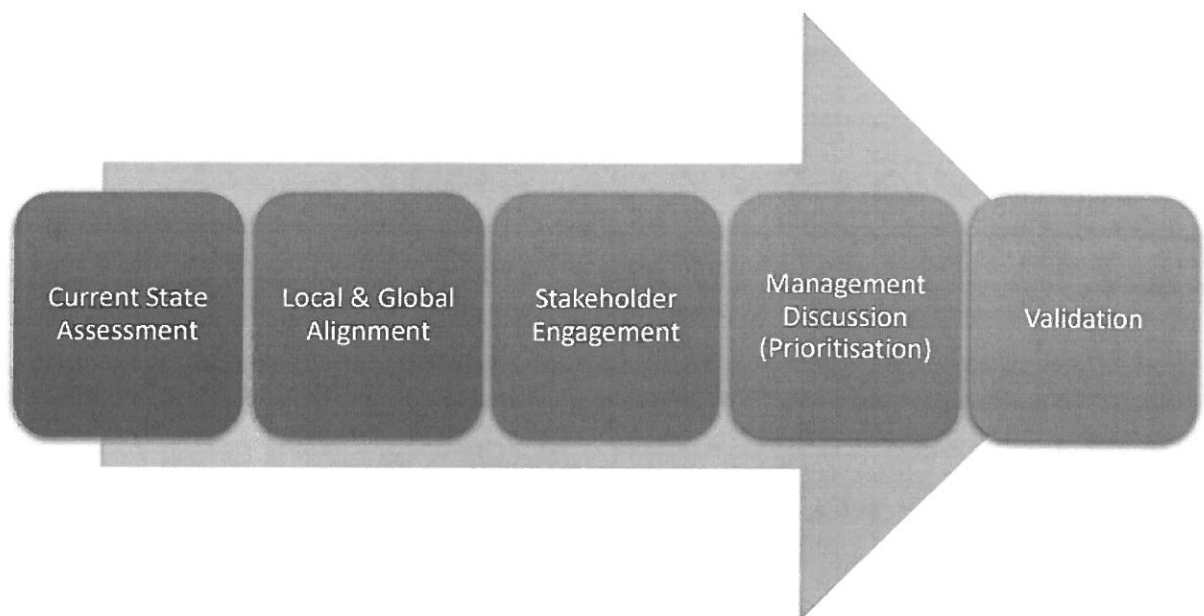 Current State
Assessment
Local & Global
Alignment
Stakeholder
Engagement
Management
Discussion
(Prioritisation)
Validation